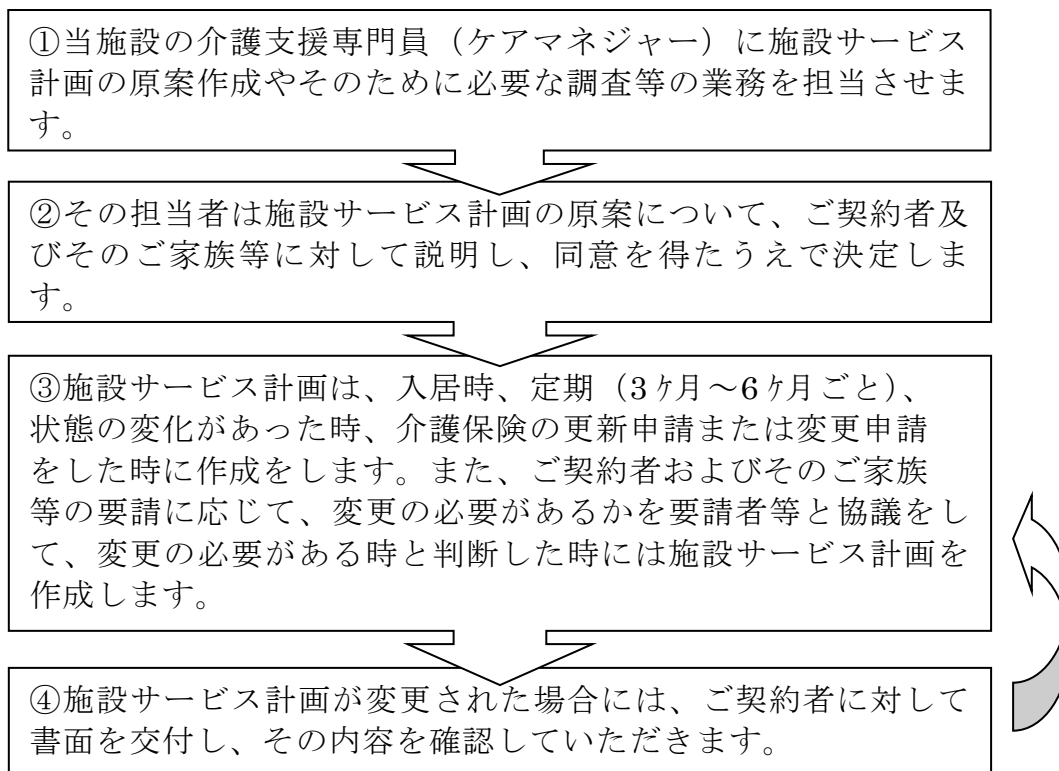 ①当施設の介護支援専門員（ケアマネジャー）に施設サービス
計画の原案作成やそのために必要な調査等の業務を担当させま
す。
②その担当者は施設サービス計画の原案について、ご契約者及
びそのご家族等に対して説明し、同意を得たうえで決定しま
す。
③施設サービス計画は、入居時、定期（3ヶ月～6ヶ月ごと）、
状態の変化があった時、介護保険の更新申請または変更申請
をした時に作成をします。また、ご契約者およびそのご家族
等の要請に応じて、変更の必要があるかを要請者等と協議をし
て、変更の必要がある時と判断した時には施設サービス計画を
作成します。
④施設サービス計画が変更された場合には、ご契約者に対して
書面を交付し、その内容を確認していただきます。